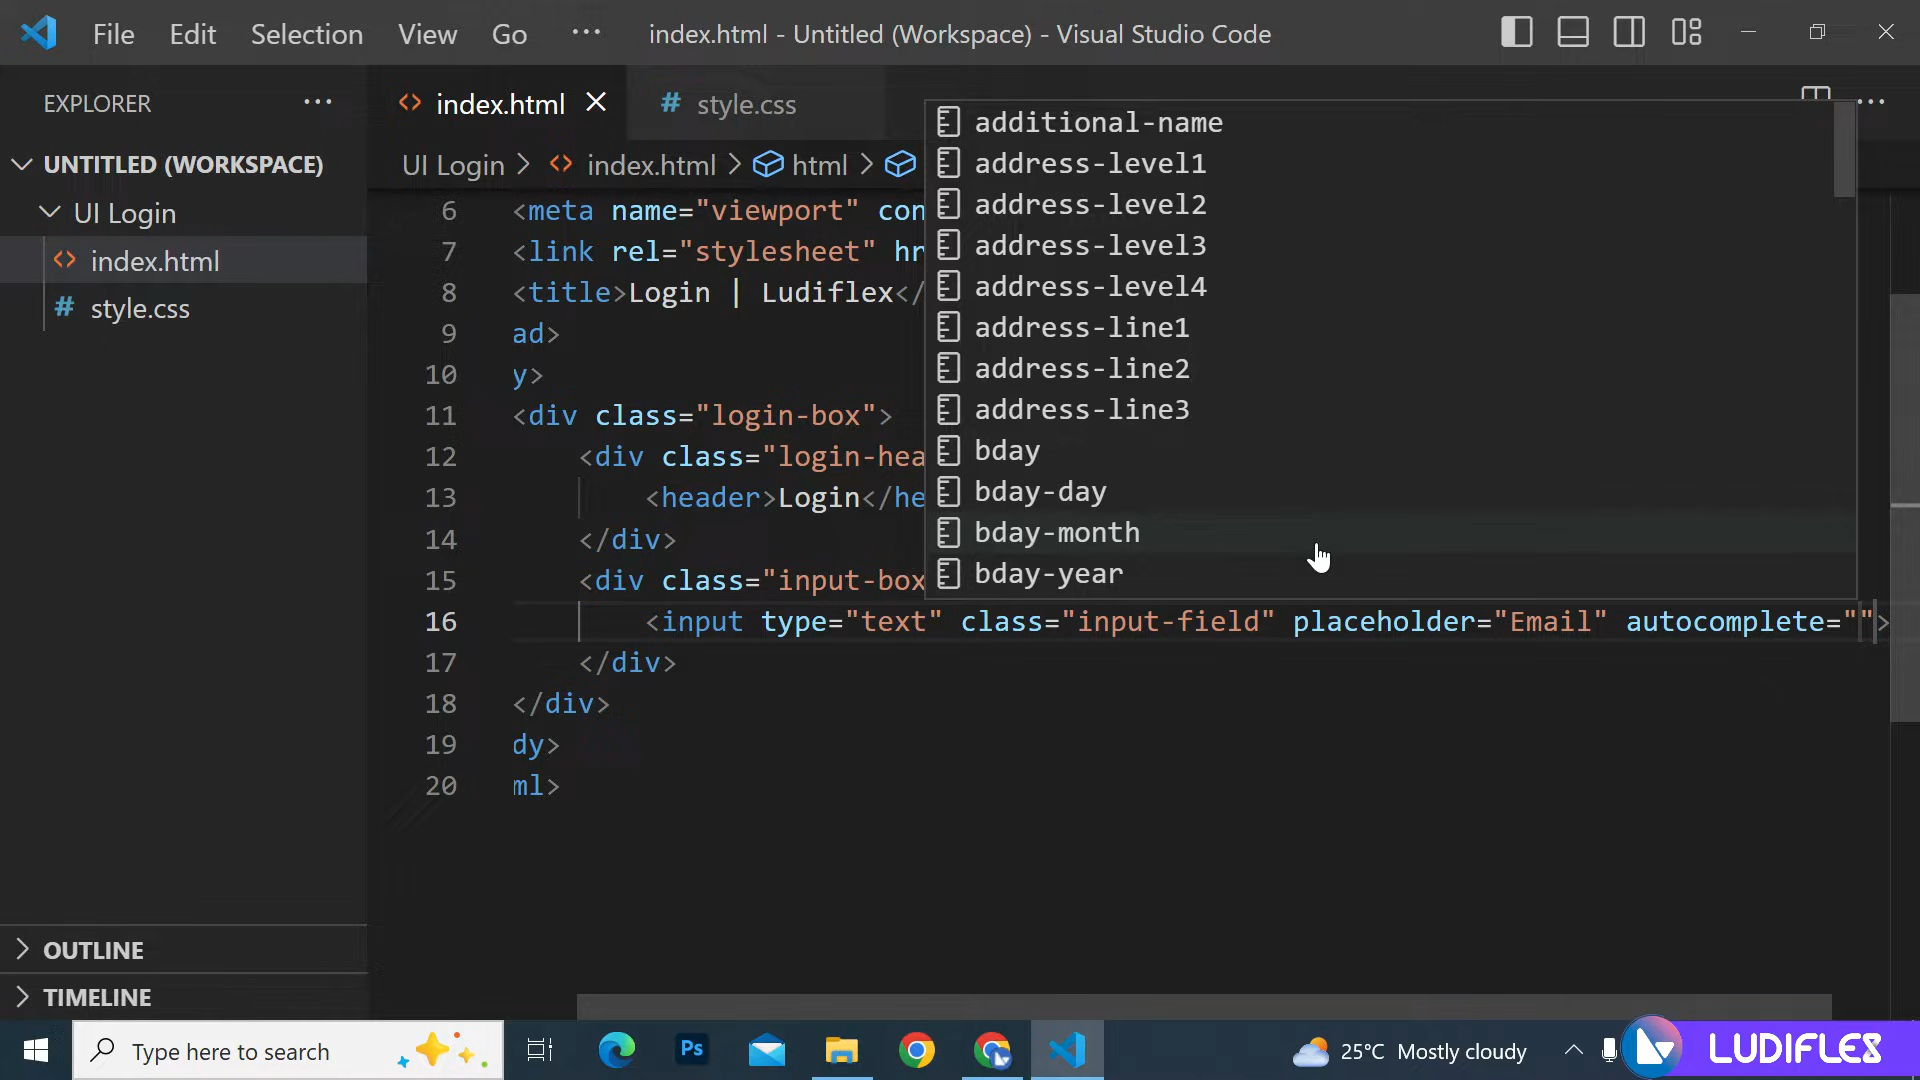 File Edit Selection View Go ··· index.html - Untitled (Workspace) - Visual Studio Code
EXPLORER ···
UNTITLED (WORKSPACE)
UI Login
<> index.html
# style.css
OUTLINE
TIMELINE
<> index.html × # style.css ···
UI Login > <> index.html > html >
6 <meta name="viewport" con
7 <link rel="stylesheet" hr
8 <title>Login | Ludiflex</
9 ad>
10 y>
11 <div class="login-box">
12 <div class="login-hea
13 <header>Login</he
14 </div>
15 <div class="input-box
16 <input type="text" class="input-field" placeholder="Email" autocomplete="">
17 </div>
18 </div>
19 dy>
20 ml>
additional-name
address-level1
address-level2
address-level3
address-level4
address-line1
address-line2
address-line3
bday
bday-day
bday-month
bday-year
Type here to search
Ps
25°C Mostly cloudy
LUDIFLEX